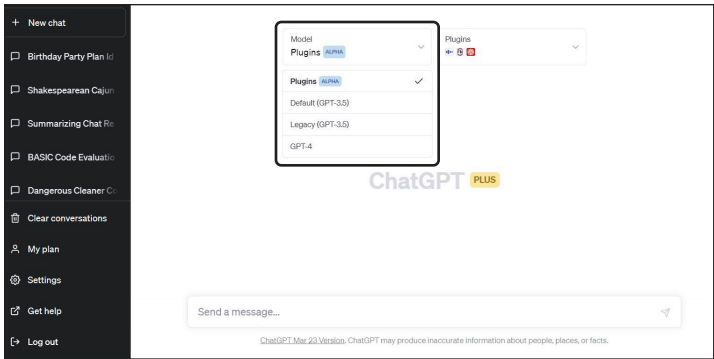 New chat
Birthday Party Plan Id
Shakespearean Cajun
Summarizing Chat Re
BASIC Code Evaluatio
Dangerous Cleaner Co
Clear conversations
My plan
Settings
Get help
Log out
Model
Plugins ALPHA
Plugins
Plugins ALPHA
Default (GPT-3.5)
Legacy (GPT-3.5)
GPT-4
ChatGPT PLUS
Send a message...
ChatGPT Mar 23 Version. ChatGPT may produce inaccurate information about people, places, or facts.